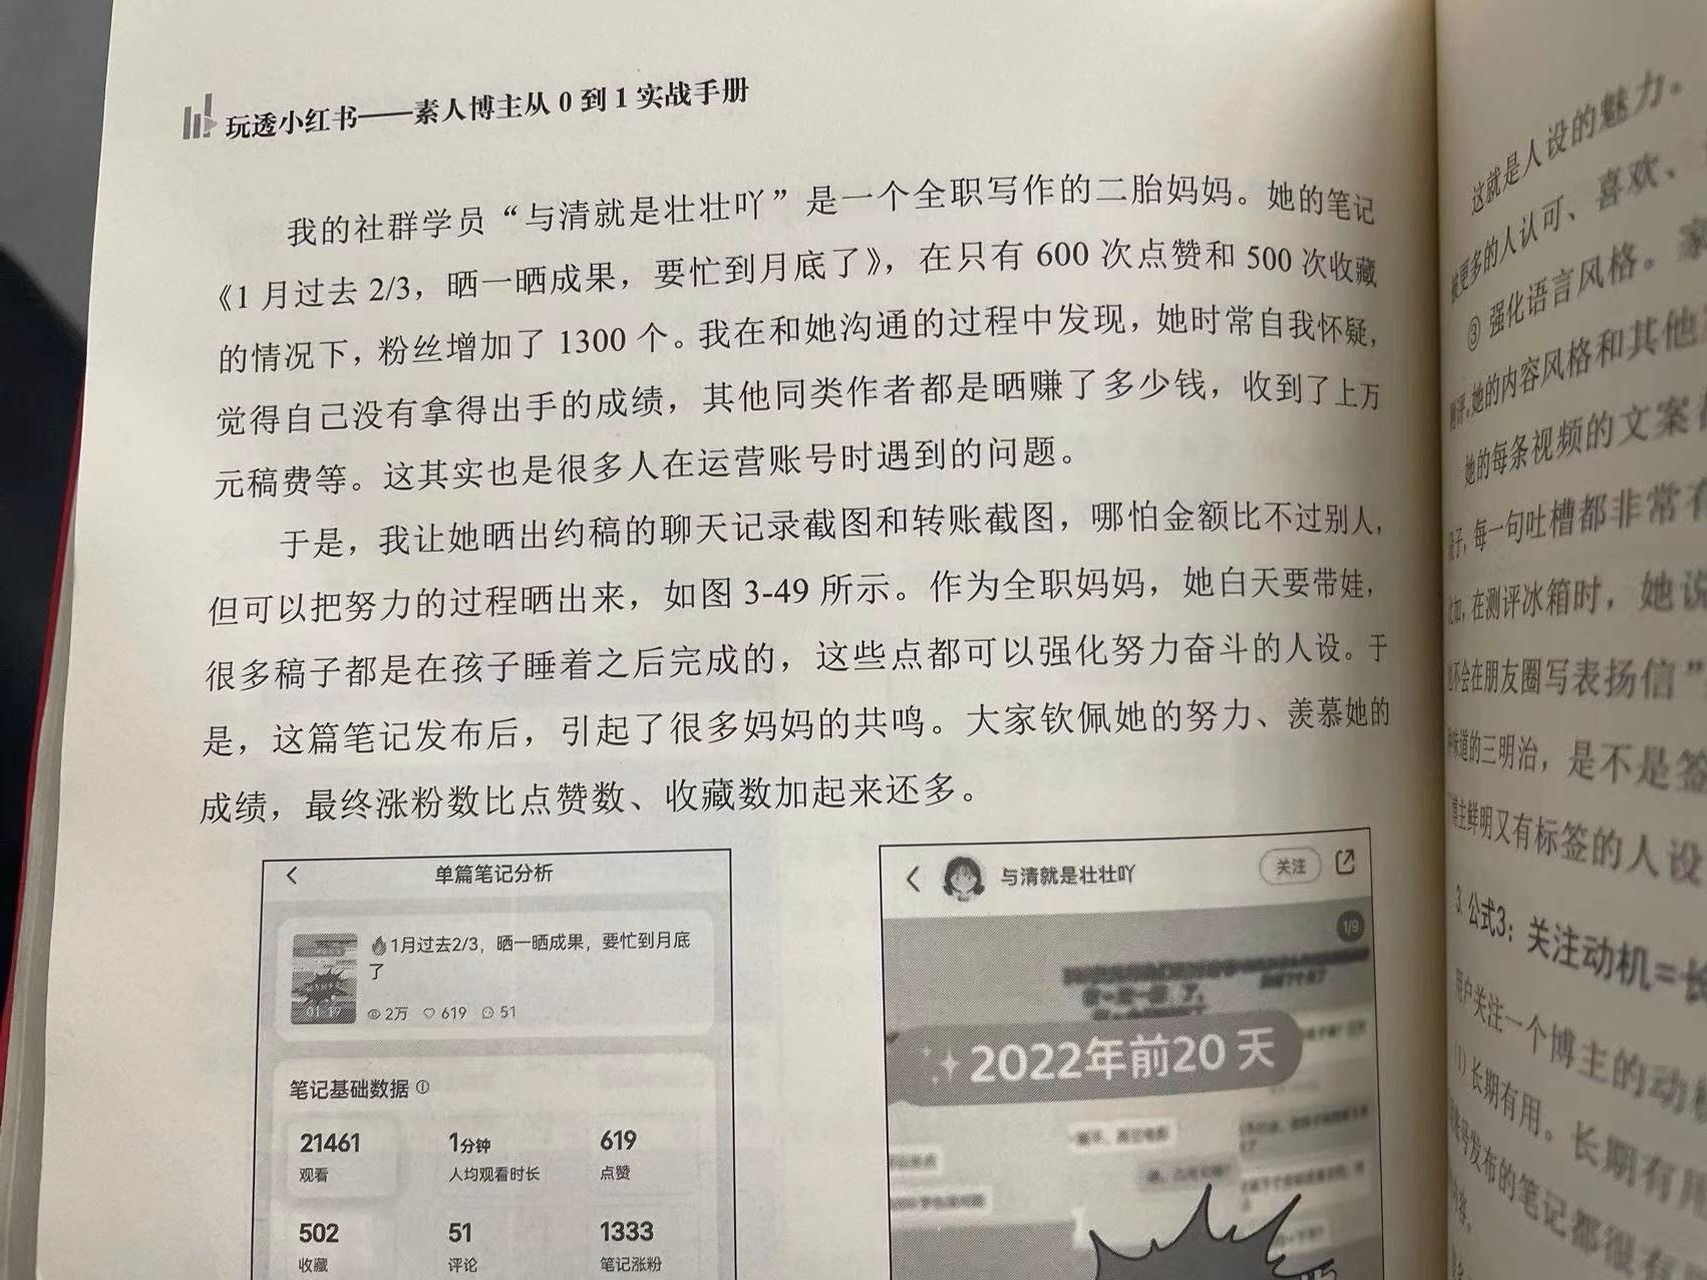 玩透小红书——素人博主从 0 到 1 实战手册
我的社群学员“与清就是壮壮吖”是一个全职写作的二胎妈妈。她的笔记
《1 月过去 2/3，晒一晒成果，要忙到月底了》，在只有 600 次点赞和 500 次收藏
的情况下，粉丝增加了 1300 个。我在和她沟通的过程中发现，她时常自我怀疑，
觉得自己没有拿得出手的成绩，其他同类作者都是晒赚了多少钱，收到了上万
元稿费等。这其实也是很多人在运营账号时遇到的问题。
于是，我让她晒出约稿的聊天记录截图和转账截图，哪怕金额比不过别人，
但可以把努力的过程晒出来，如图 3-49 所示。作为全职妈妈，她白天要带娃，
很多稿子都是在孩子睡着之后完成的，这些点都可以强化努力奋斗的人设。于
是，这篇笔记发布后，引起了很多妈妈的共鸣。大家钦佩她的努力、羡慕她的
成绩，最终涨粉数比点赞数、收藏数加起来还多。
单篇笔记分析
1月过去2/3，晒一晒成果，要忙到月底
了
2万 619 51
01.19
笔记基础数据
21461 1分钟 619
观看 人均观看时长 点赞
502 51 1333
收藏 评论 笔记涨粉
与清就是壮壮吖 关注
1/9
2022年前20 天
这就是人设的魅力。
更多的人认可、喜欢、
③ 强化语言风格。
她的内容风格和其他
她的每条视频的文案
子，每一句吐槽都非常有
如，在测评冰箱时，她说
不会在朋友圈写表扬信”
味道的三明治，是不是签
博主鲜明又有标签的人设
3. 公式3：关注动机=长
用户关注一个博主的动机
(1) 长期有用。长期有用
号发布的笔记都很有